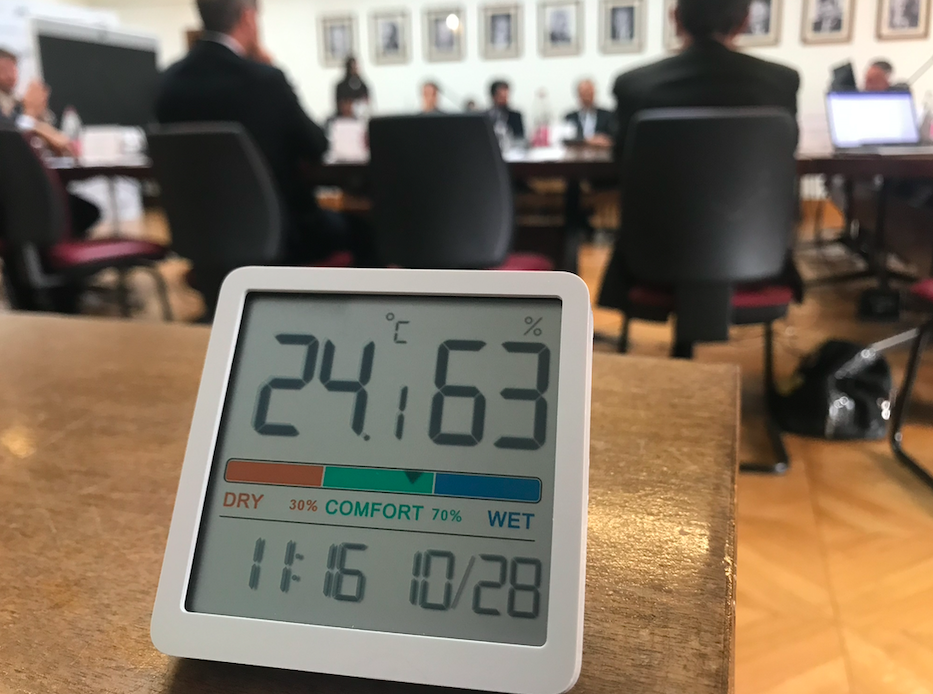 °C %
24.1 63
DRY 30% COMFORT 70% WET
11:16 10/28